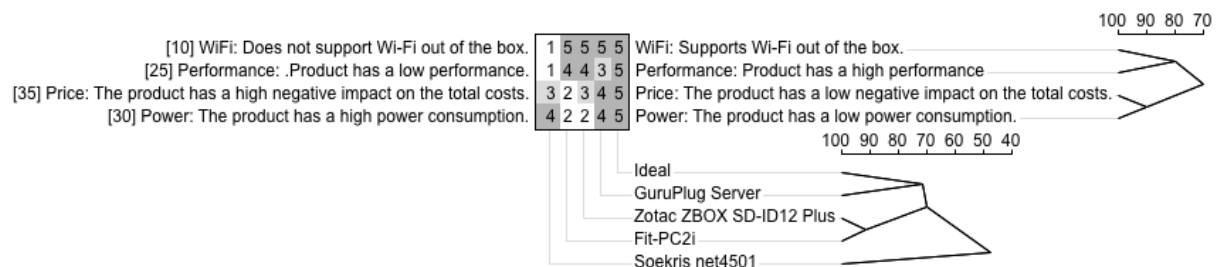 100 90 80 70
[10] WiFi: Does not support Wi-Fi out of the box. 1 5 5 5 5 WiFi: Supports Wi-Fi out of the box.
[25] Performance: .Product has a low performance. 1 4 4 3 5 Performance: Product has a high performance
[35] Price: The product has a high negative impact on the total costs. 3 2 3 4 5 Price: The product has a low negative impact on the total costs.
[30] Power: The product has a high power consumption. 4 2 2 4 5 Power: The product has a low power consumption.
100 90 80 70 60 50 40
Ideal
GuruPlug Server
Zotac ZBOX SD-ID12 Plus
Fit-PC2i
Soekris net4501